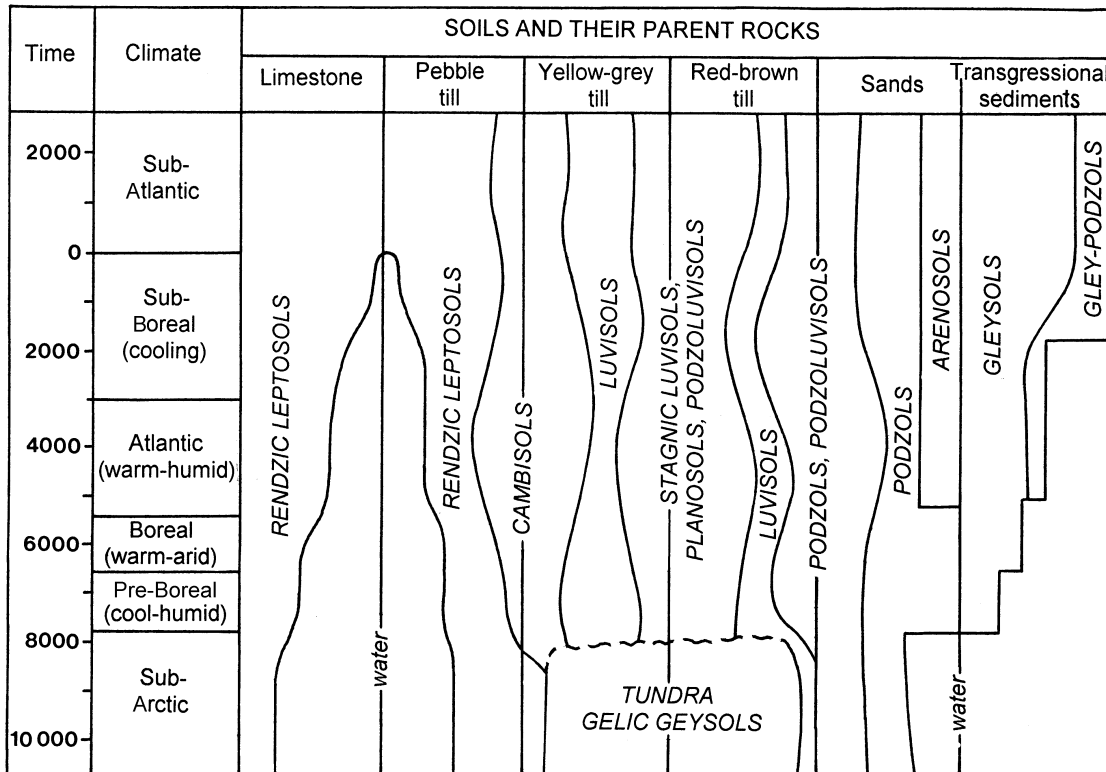 SOILS AND THEIR PARENT ROCKS
Time
Climate
Limestone
Pebble
till
Yellow-grey
till
Red-brown
till
Sands
Transgressional
sediments
2000
0
2000
4000
6000
8000
10 000
Sub-
Atlantic
Sub-
Boreal
(cooling)
Atlantic
(warm-humid)
Boreal
(warm-arid)
Pre-Boreal
(cool-humid)
Sub-
Arctic
RENDZIC LEPTOSOLS
water
RENDZIC LEPTOSOLS
CAMBISOLS
LUVISOLS
STAGNIC LUVISOLS,
PLANOSOLS, PODZOLUVISOLS
LUVISOLS
PODZOLS, PODZOLUVISOLS
PODZOLS
ARENOSOLS
water
GLEYSOLS
GLEY-PODZOLS
TUNDRA
GELIC GEYSOLS